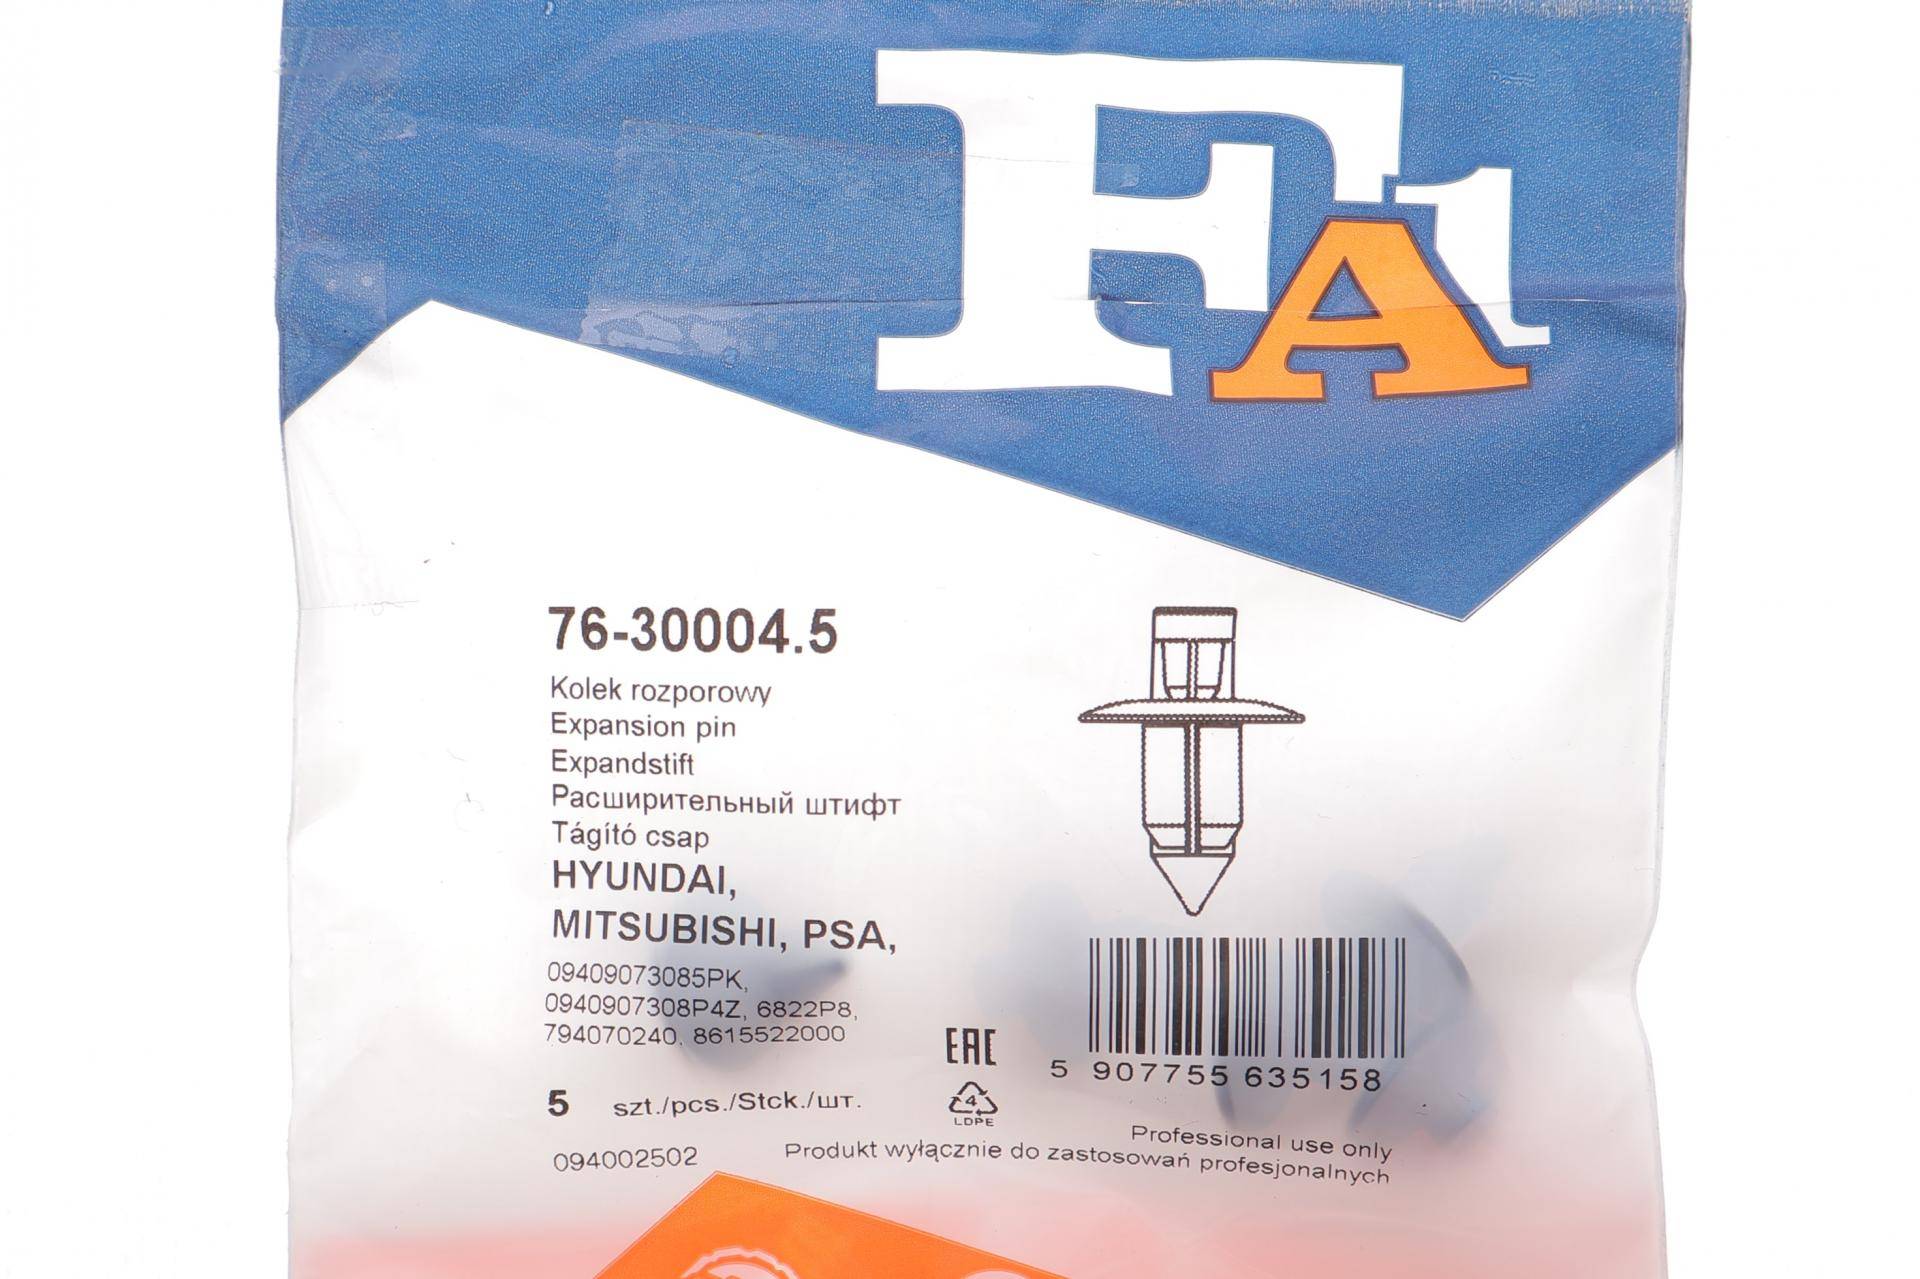 FA1
76-30004.5
Kolek rozporowy
Expansion pin
Expandstift
Расширительный штифт
Tágító csap
HYUNDAI,
MITSUBISHI, PSA,
09409073085PK,
0940907308P4Z, 6822P8,
794070240, 8615522000
EAC
5 907755 635158
5 szt./pcs./Stck./шт.
4
LDPE
094002502
Professional use only
Produkt wyłącznie do zastosowań profesjonalnych